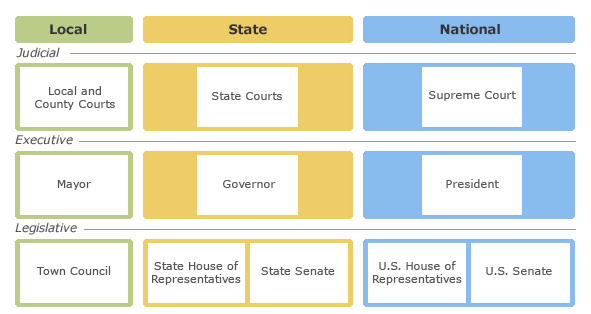 Local
State
National
Judicial
Local and
County Courts
State Courts
Supreme Court
Executive
Mayor
Governor
President
Legislative
Town Council
State House of
Representatives
State Senate
U.S. House of
Representatives
U.S. Senate